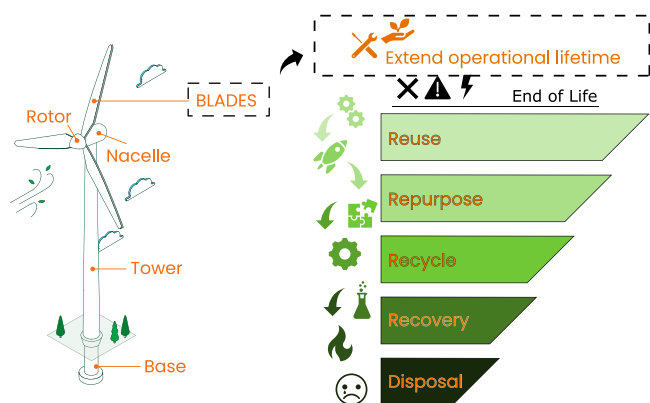 BLADES
Rotor
Nacelle
Tower
Base
Extend operational lifetime
End of Life
Reuse
Repurpose
Recycle
Recovery
Disposal